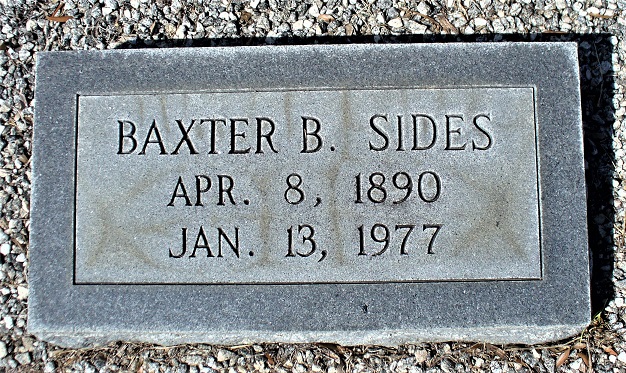 BAXTER B. SIDES
APR. 8, 1890
JAN. 13, 1977